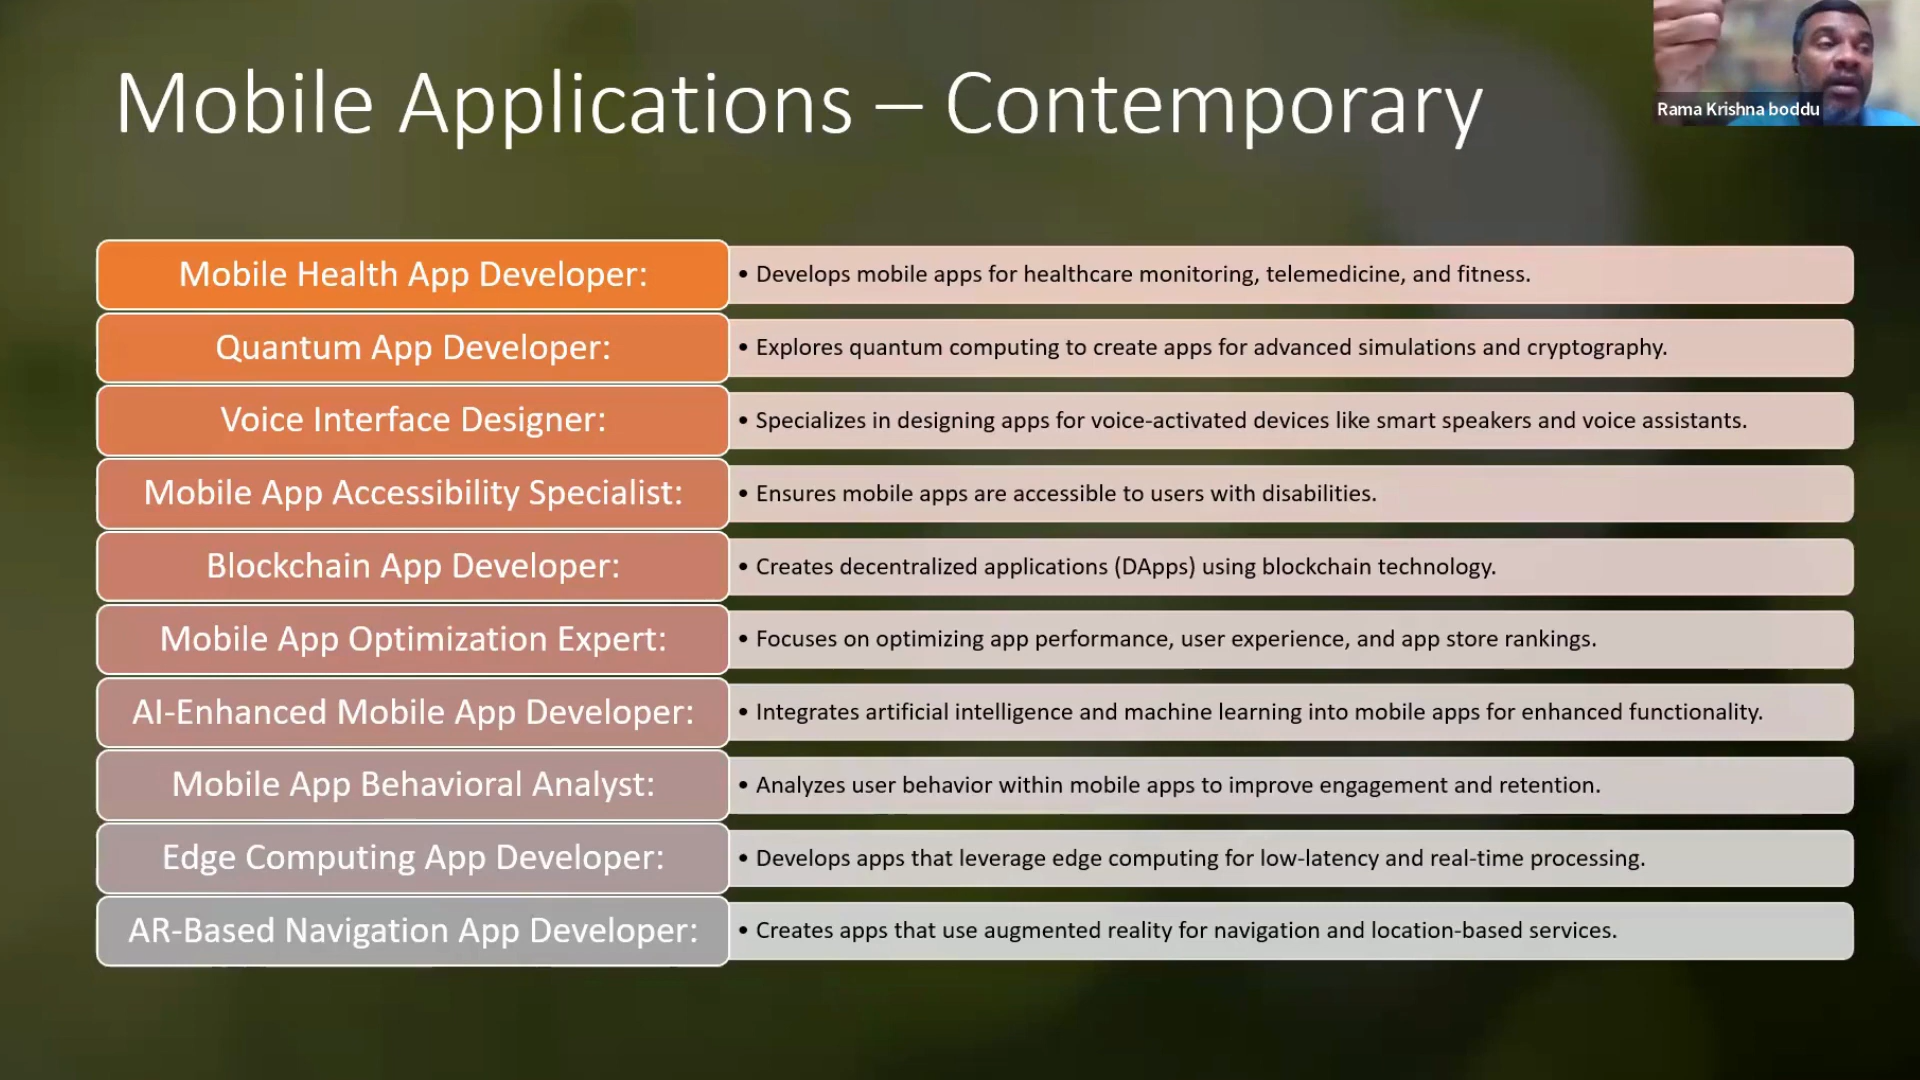 Mobile Applications – Contemporary
Rama Krishna boddu
Mobile Health App Developer:
• Develops mobile apps for healthcare monitoring, telemedicine, and fitness.
Quantum App Developer:
• Explores quantum computing to create apps for advanced simulations and cryptography.
Voice Interface Designer:
• Specializes in designing apps for voice-activated devices like smart speakers and voice assistants.
Mobile App Accessibility Specialist:
• Ensures mobile apps are accessible to users with disabilities.
Blockchain App Developer:
• Creates decentralized applications (DApps) using blockchain technology.
Mobile App Optimization Expert:
• Focuses on optimizing app performance, user experience, and app store rankings.
AI-Enhanced Mobile App Developer:
• Integrates artificial intelligence and machine learning into mobile apps for enhanced functionality.
Mobile App Behavioral Analyst:
• Analyzes user behavior within mobile apps to improve engagement and retention.
Edge Computing App Developer:
• Develops apps that leverage edge computing for low-latency and real-time processing.
AR-Based Navigation App Developer:
• Creates apps that use augmented reality for navigation and location-based services.